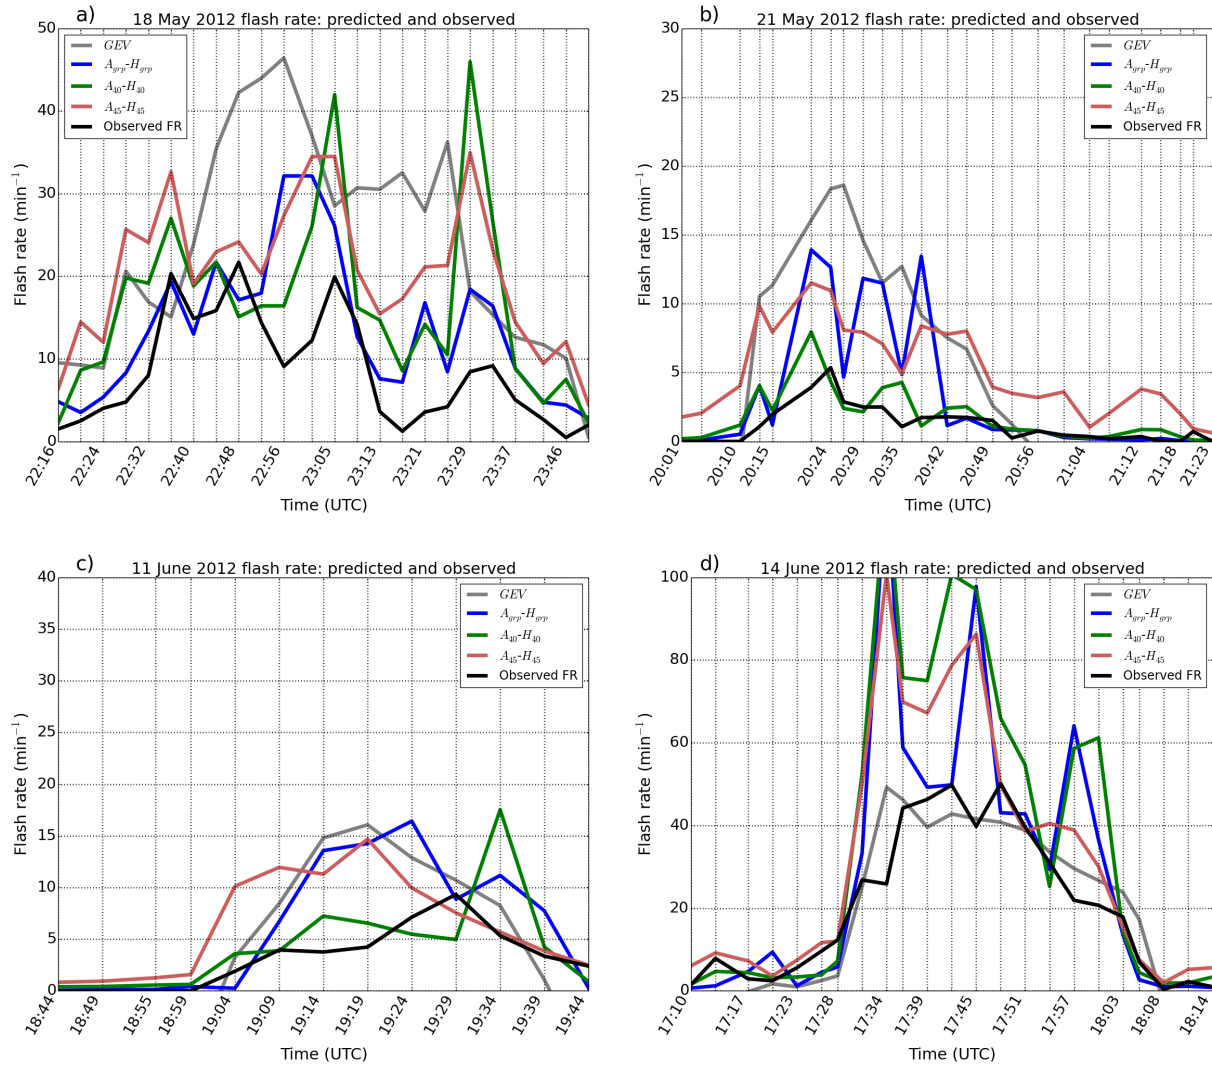 a) 18 May 2012 flash rate: predicted and observed
50
40
30
20
10
0
Flash rate (min⁻¹)
GEV
A_grp-H_grp
A_40-H_40
A_45-H_45
Observed FR
22:16 22:24 22:32 22:40 22:48 22:56 23:05 23:13 23:21 23:29 23:46
Time (UTC)
b) 21 May 2012 flash rate: predicted and observed
30
25
20
15
10
5
0
Flash rate (min⁻¹)
GEV
A_grp-H_grp
A_40-H_40
A_45-H_45
Observed FR
20:01 20:10 20:15 20:24 20:29 20:35 20:42 20:49 20:56 21:04 21:12 21:18 21:23
Time (UTC)
c) 11 June 2012 flash rate: predicted and observed
40
35
30
25
20
15
10
5
0
Flash rate (min⁻¹)
GEV
A_grp-H_grp
A_40-H_40
A_45-H_45
Observed FR
18:44 18:49 18:55 18:59 19:04 19:09 19:14 19:19 19:24 19:29 19:34 19:39 19:44
Time (UTC)
d) 14 June 2012 flash rate: predicted and observed
100
80
60
40
20
0
Flash rate (min⁻¹)
GEV
A_grp-H_grp
A_40-H_40
A_45-H_45
Observed FR
17:10 17:17 17:23 17:28 17:34 17:39 17:45 17:51 17:57 18:03 18:08 18:14
Time (UTC)